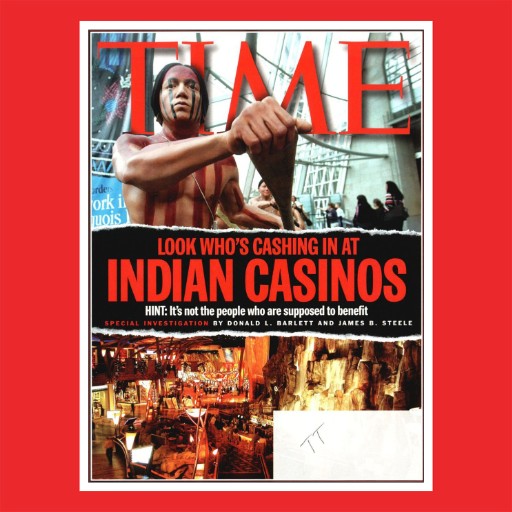 TIME
LOOK WHO'S CASHING IN AT
INDIAN CASINOS
HINT: It's not the people who are supposed to benefit
SPECIAL INVESTIGATION BY DONALD L. BARLETT AND JAMES B. STEELE
TT